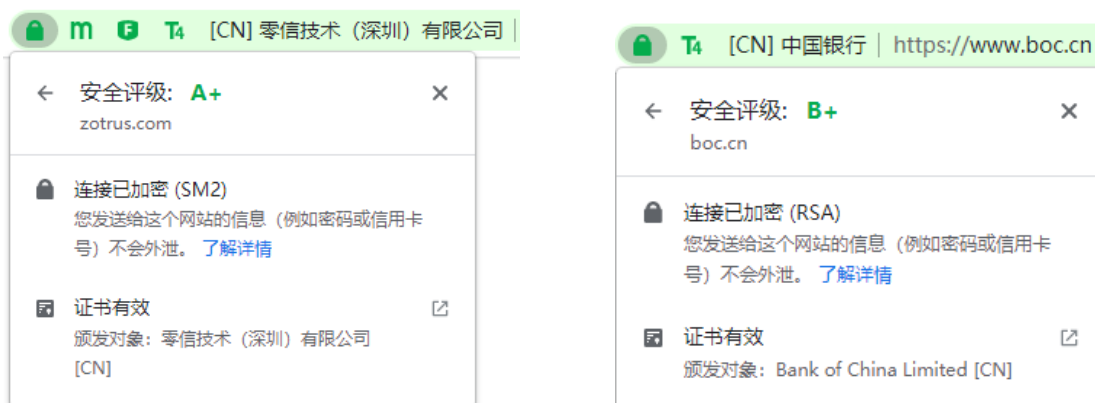 m F T4 [CN] 零信技术（深圳）有限公司
安全评级: A+
zotrus.com
连接已加密 (SM2)
您发送给这个网站的信息（例如密码或信用卡
号）不会外泄。 了解详情
证书有效
颁发对象：零信技术（深圳）有限公司
[CN]
T4 [CN] 中国银行 https://www.boc.cn
安全评级: B+
boc.cn
连接已加密 (RSA)
您发送给这个网站的信息（例如密码或信用卡
号）不会外泄。 了解详情
证书有效
颁发对象：Bank of China Limited [CN]